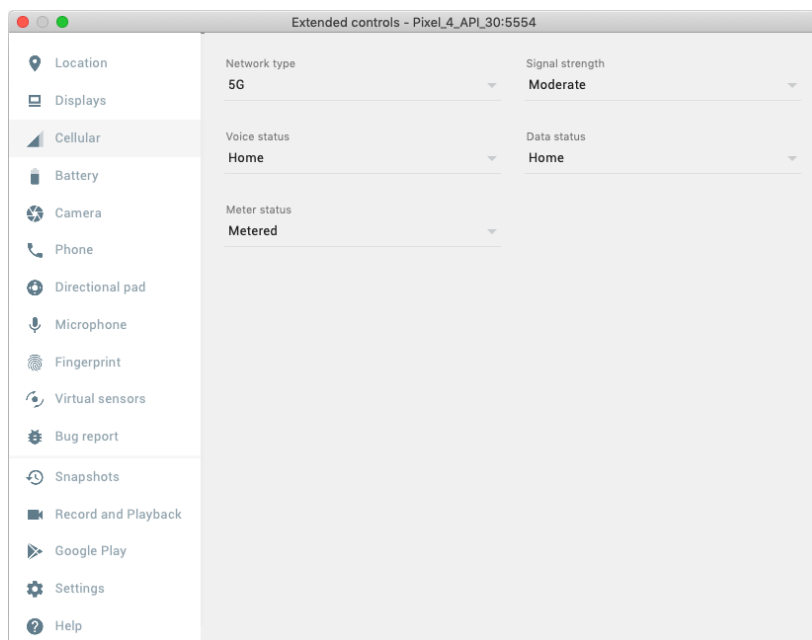 Extended controls - Pixel_4_API_30:5554
Location
Displays
Cellular
Battery
Camera
Phone
Directional pad
Microphone
Fingerprint
Virtual sensors
Bug report
Snapshots
Record and Playback
Google Play
Settings
Help
Network type
5G
Signal strength
Moderate
Voice status
Home
Data status
Home
Meter status
Metered